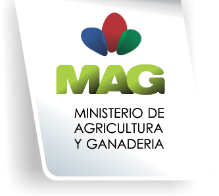 MAG
MINISTERIO DE
AGRICULTURA
Y GANADERIA